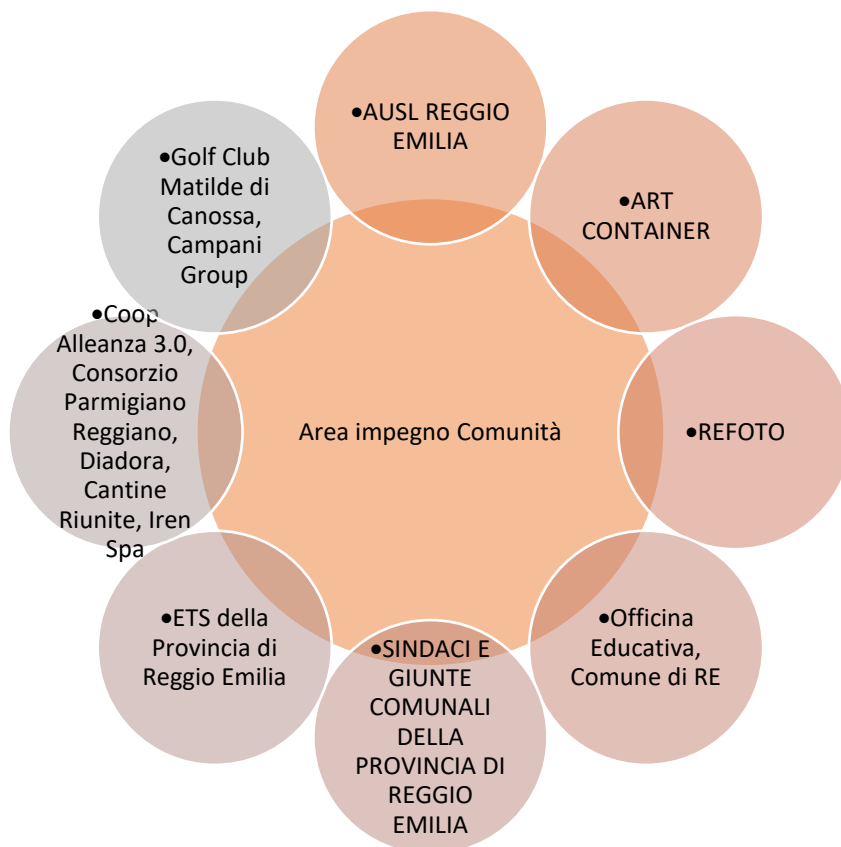 •AUSL REGGIO
EMILIA
•ART
CONTAINER
•REFOTO
•Officina
Educativa,
Comune di RE
•SINDACI E
GIUNTE
COMUNALI
DELLA
PROVINCIA DI
REGGIO
EMILIA
•ETS della
Provincia di
Reggio Emilia
•Coop
Alleanza 3.0,
Consorzio
Parmigiano
Reggiano,
Diadora,
Cantine
Riunite, Iren
Spa
•Golf Club
Matilde di
Canossa,
Campani
Group
Area impegno Comunità